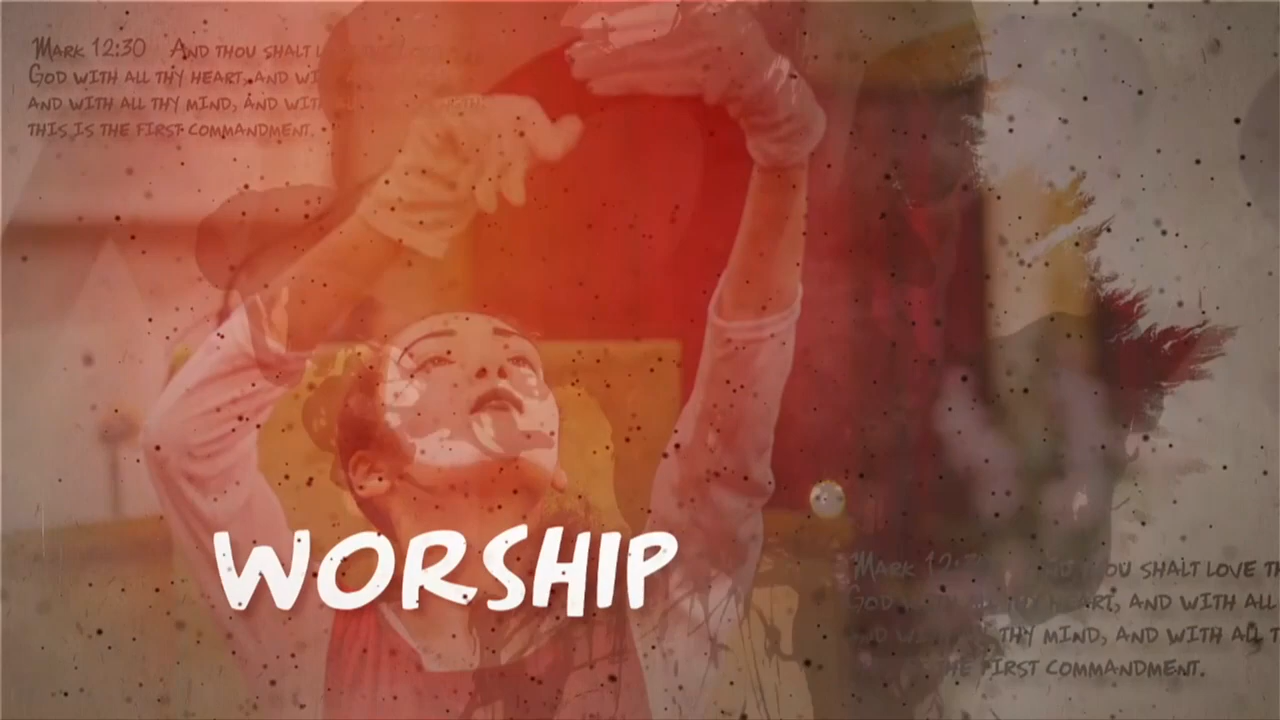 Mark 12:30 And thou shalt
God with all thy heart, and wi
and with all thy mind, and with
this is the first commandment.
WORSHIP
Mark 12:
ou shalt love th
God heart, and with all
thy mind, and with all t
the first commandment.